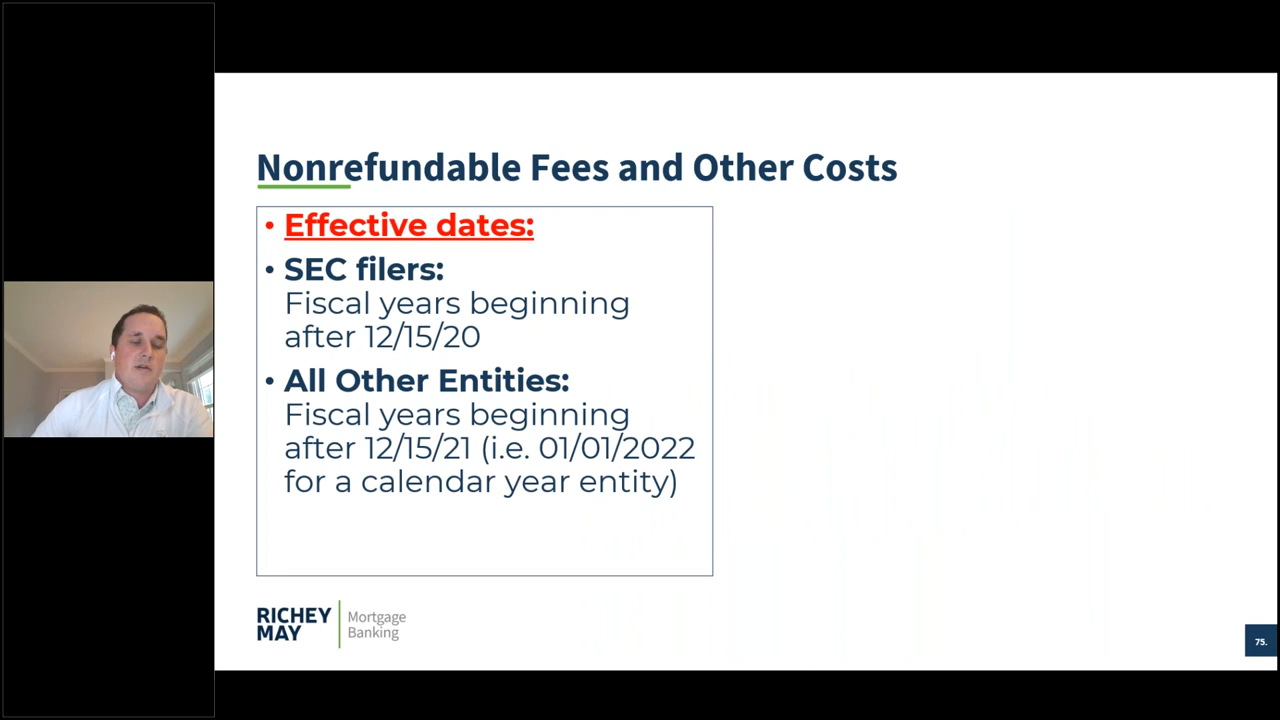 Nonrefundable Fees and Other Costs
• Effective dates:
• SEC filers:
Fiscal years beginning
after 12/15/20
• All Other Entities:
Fiscal years beginning
after 12/15/21 (i.e. 01/01/2022
for a calendar year entity)
RICHEY
MAY
Mortgage
Banking
75.